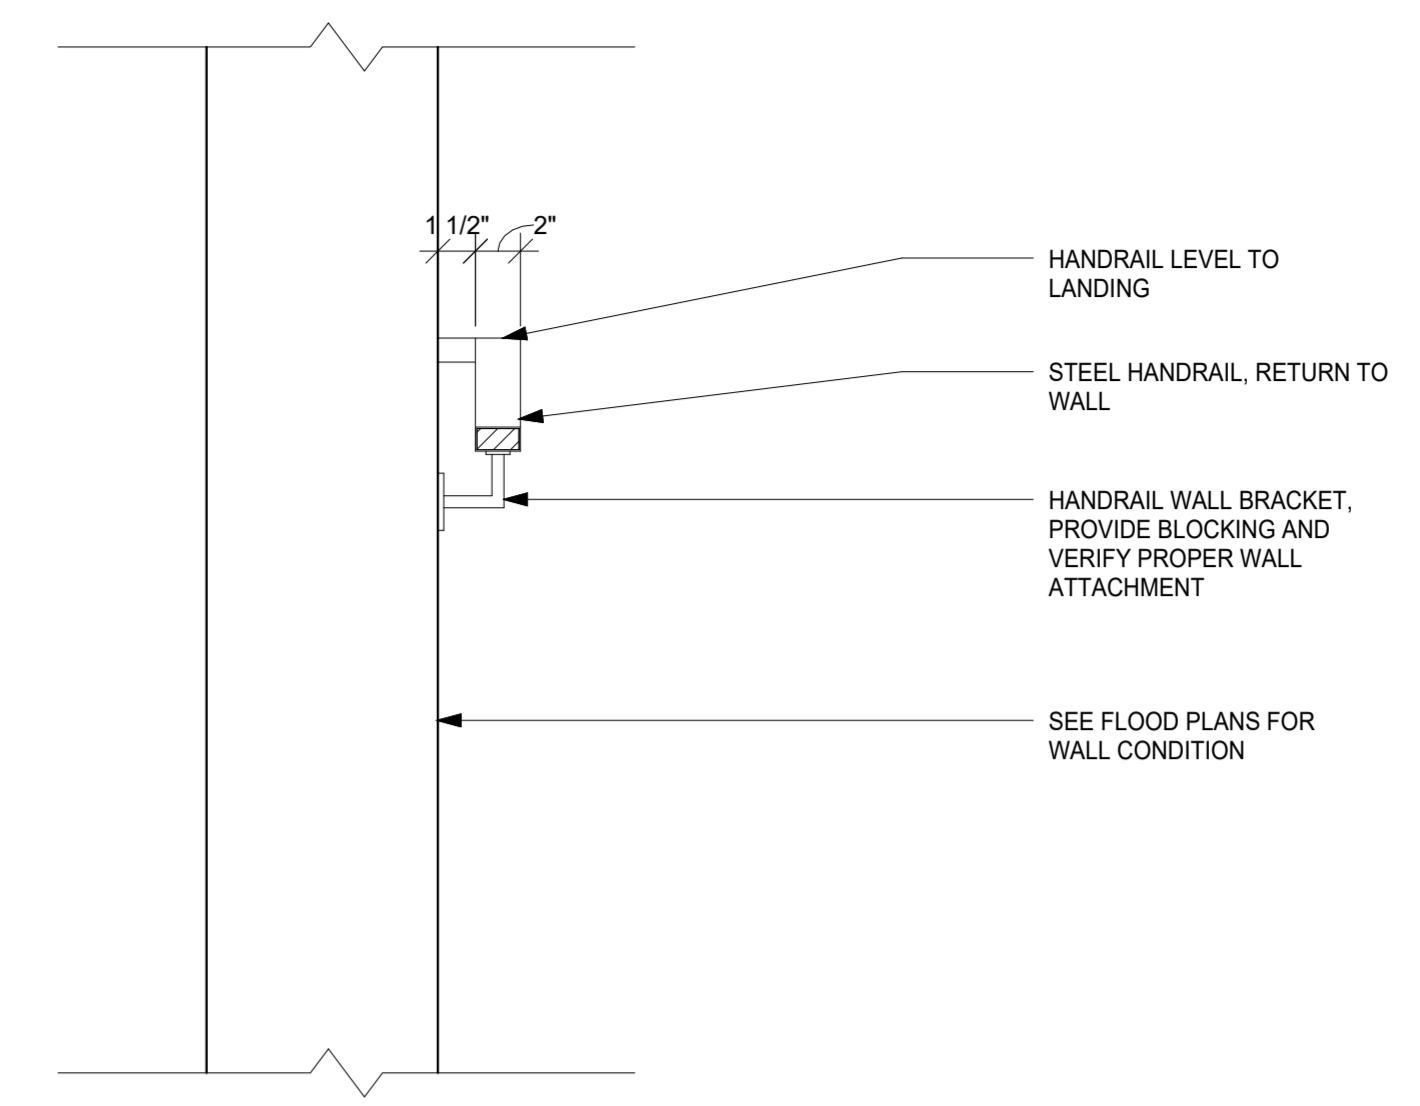 1 1/2" 2"
HANDRAIL LEVEL TO
LANDING
STEEL HANDRAIL, RETURN TO
WALL
HANDRAIL WALL BRACKET,
PROVIDE BLOCKING AND
VERIFY PROPER WALL
ATTACHMENT
SEE FLOOD PLANS FOR
WALL CONDITION